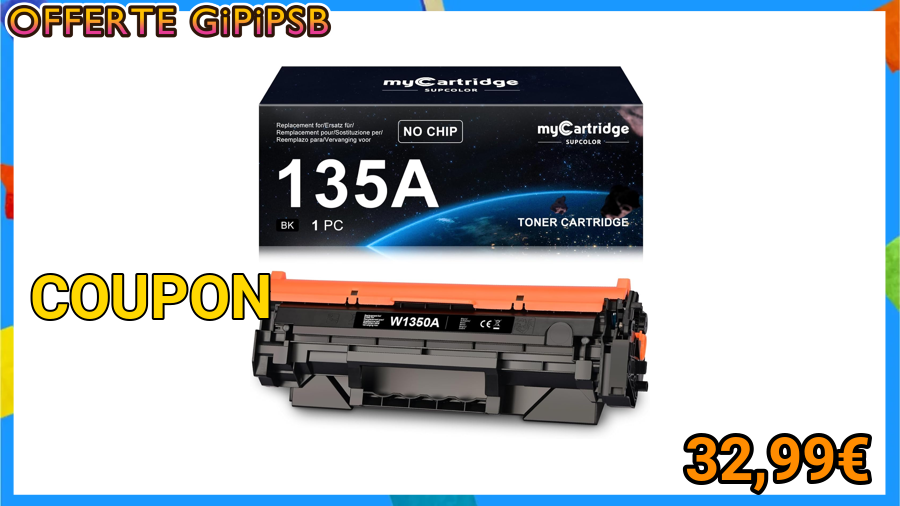 OFFERTE GiPiPSB
myCartridge
SUPCOLOR
Replacement for/Ersatz für/
Remplacement pour/Sostituzione per/
Reemplazo para/Vervanging voor
NO CHIP
myCartridge
SUPCOLOR
135A
BK 1 PC
TONER CARTRIDGE
COUPON
W1350A
CE
32,99€